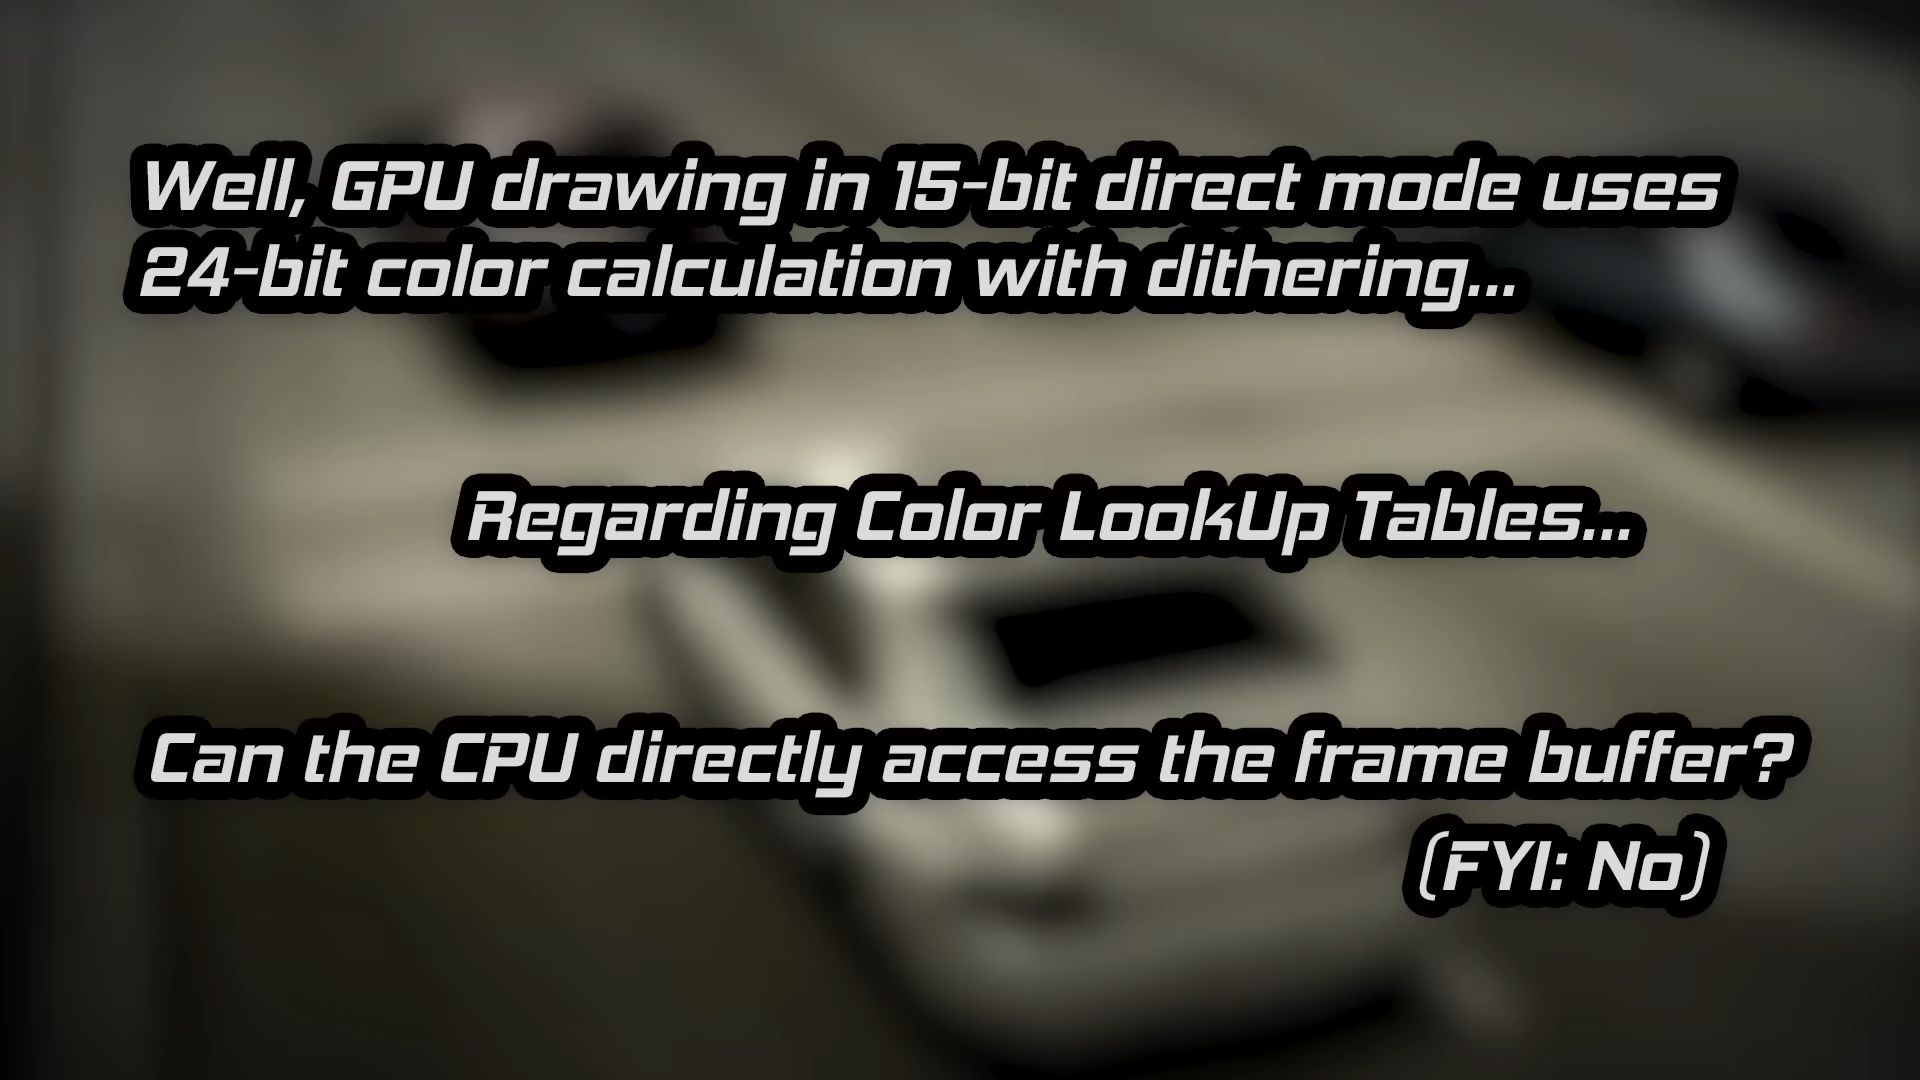 Well, GPU drawing in 15-bit direct mode uses
24-bit color calculation with dithering...
Regarding Color LookUp Tables...
Can the CPU directly access the frame buffer?
(FYI: No)